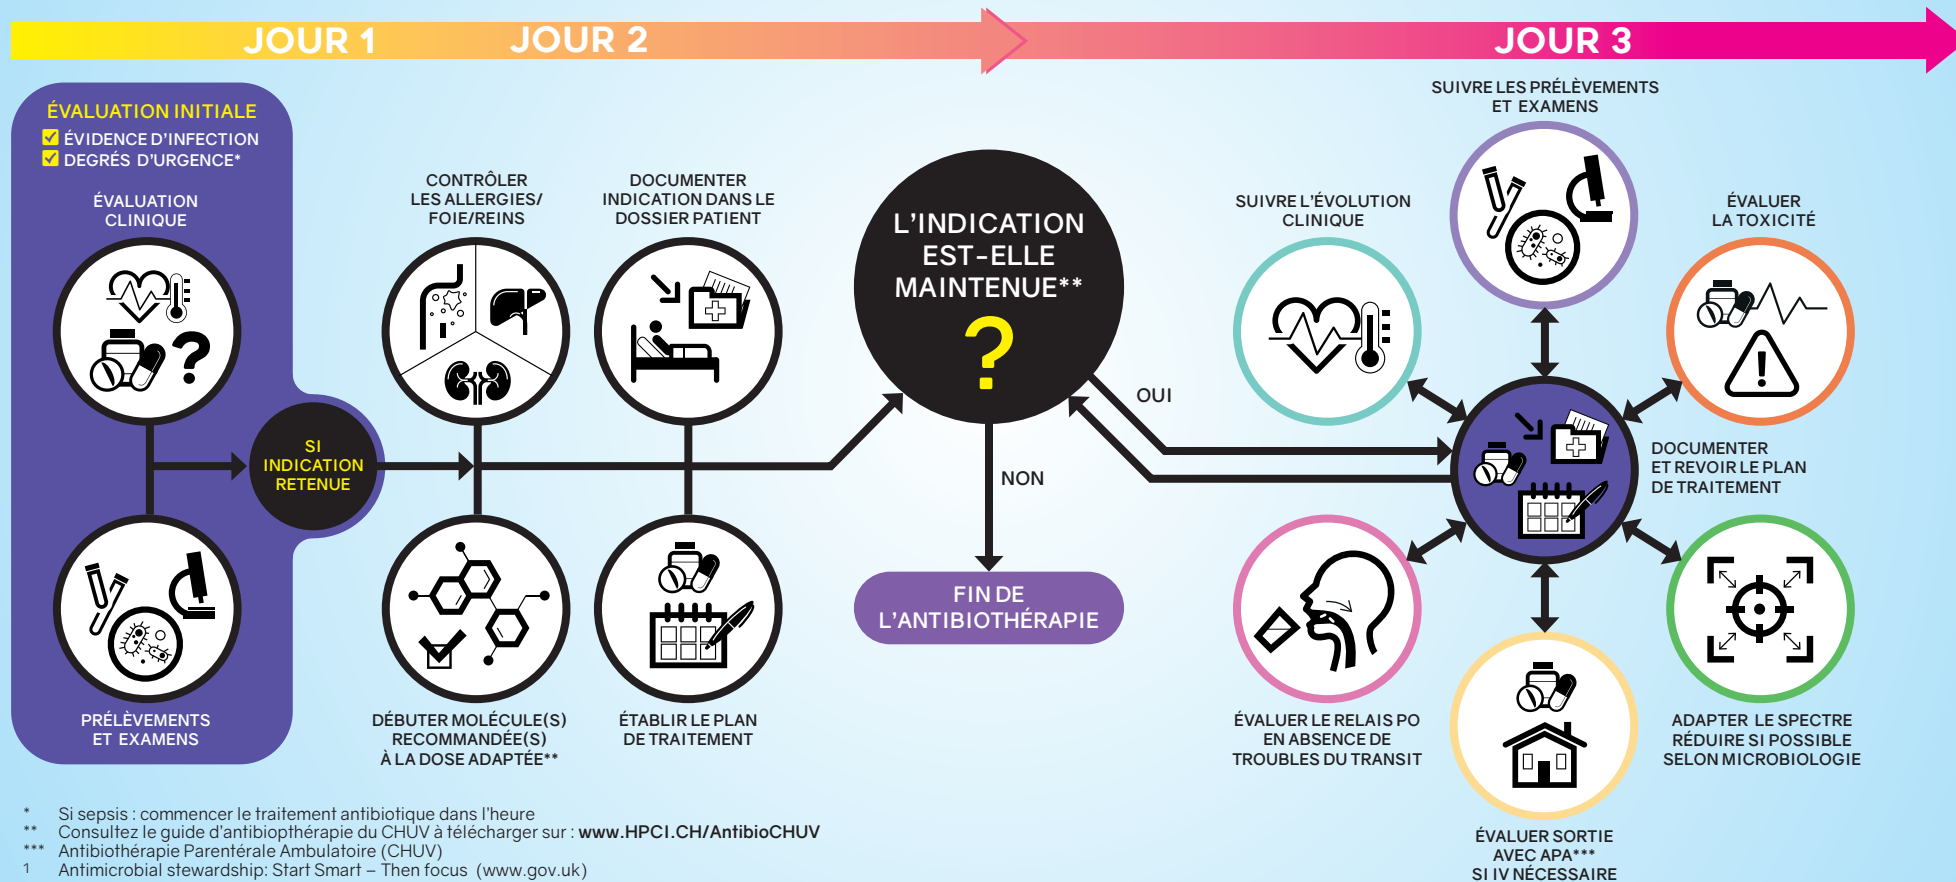 JOUR 1
JOUR 2
JOUR 3
ÉVALUATION INITIALE
ÉVIDENCE D'INFECTION
DEGRÉS D'URGENCE*
ÉVALUATION
CLINIQUE
PRÉLÈVEMENTS
ET EXAMENS
SI
INDICATION
RETENUE
CONTRÔLER
LES ALLERGIES/
FOIE/REINS
DOCUMENTER
INDICATION DANS LE
DOSSIER PATIENT
DÉBUTER MOLÉCULE(S)
RECOMMANDÉE(S)
À LA DOSE ADAPTÉE**
ÉTABLIR LE PLAN
DE TRAITEMENT
L'INDICATION
EST-ELLE
MAINTENUE**
?
OUI
NON
FIN DE
L'ANTIBIOTHÉRAPIE
SUIVRE LES PRÉLÈVEMENTS
ET EXAMENS
SUIVRE L'ÉVOLUTION
CLINIQUE
ÉVALUER
LA TOXICITÉ
DOCUMENTER
ET REVOIR LE PLAN
DE TRAITEMENT
ÉVALUER LE RELAIS PO
EN ABSENCE DE
TROUBLES DU TRANSIT
ADAPTER LE SPECTRE
RÉDUIRE SI POSSIBLE
SELON MICROBIOLOGIE
ÉVALUER SORTIE
AVEC APA***
SI IV NÉCESSAIRE
* Si sepsis : commencer le traitement antibiotique dans l'heure
** Consultez le guide d'antibiopthérapie du CHUV à télécharger sur : www.HPCI.CH/AntibioCHUV
*** Antibiothérapie Parentérale Ambulatoire (CHUV)
1 Antimicrobial stewardship: Start Smart – Then focus (www.gov.uk)